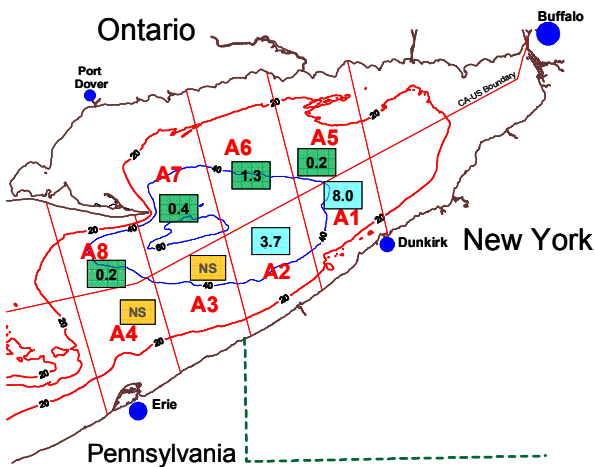 Ontario
Buffalo
Port
Dover
CA-US Boundary
20
20
20
20
A5
A6
40
0.2
A7
1.3
8.0
0.4
A1
20
40
20
40
60
3.7
Dunkirk
New York
A8
A2
0.2
NS
40
A3
20
NS
A4
20
20
20
Erie
Pennsylvania